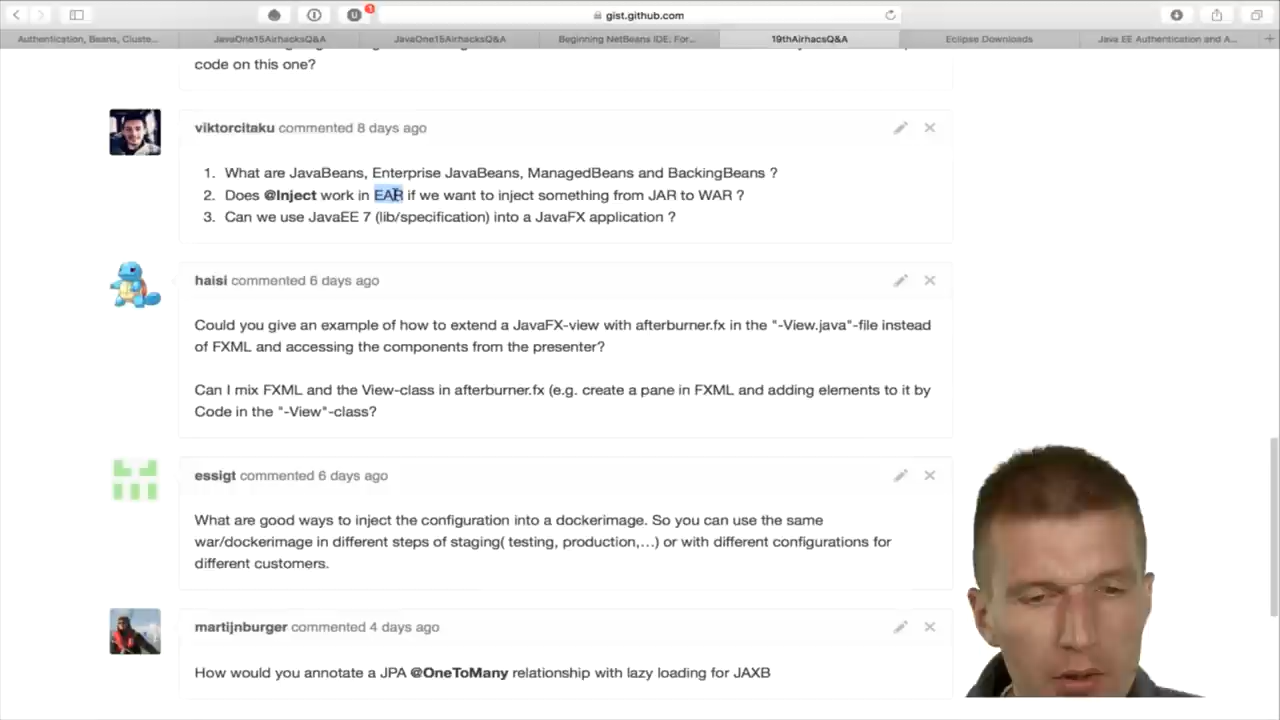 gist.github.com
Authentication, Beans, Cluste...
JavaOne15AirhacksQ&A
JavaOne15AirhacksQ&A
Beginning NetBeans IDE: For...
19thAirhacsQ&A
Eclipse Downloads
Java EE Authentication and A...
code on this one?
viktorcitaku commented 8 days ago
1. What are JavaBeans, Enterprise JavaBeans, ManagedBeans and BackingBeans ?
2. Does @Inject work in EAR if we want to inject something from JAR to WAR ?
3. Can we use JavaEE 7 (lib/specification) into a JavaFX application ?
haisi commented 6 days ago
Could you give an example of how to extend a JavaFX-view with afterburner.fx in the "-View.java"-file instead
of FXML and accessing the components from the presenter?
Can I mix FXML and the View-class in afterburner.fx (e.g. create a pane in FXML and adding elements to it by
Code in the "-View"-class?
essigt commented 6 days ago
What are good ways to inject the configuration into a dockerimage. So you can use the same
war/dockerimage in different steps of staging( testing, production,...) or with different configurations for
different customers.
martijnburger commented 4 days ago
How would you annotate a JPA @OneToMany relationship with lazy loading for JAXB